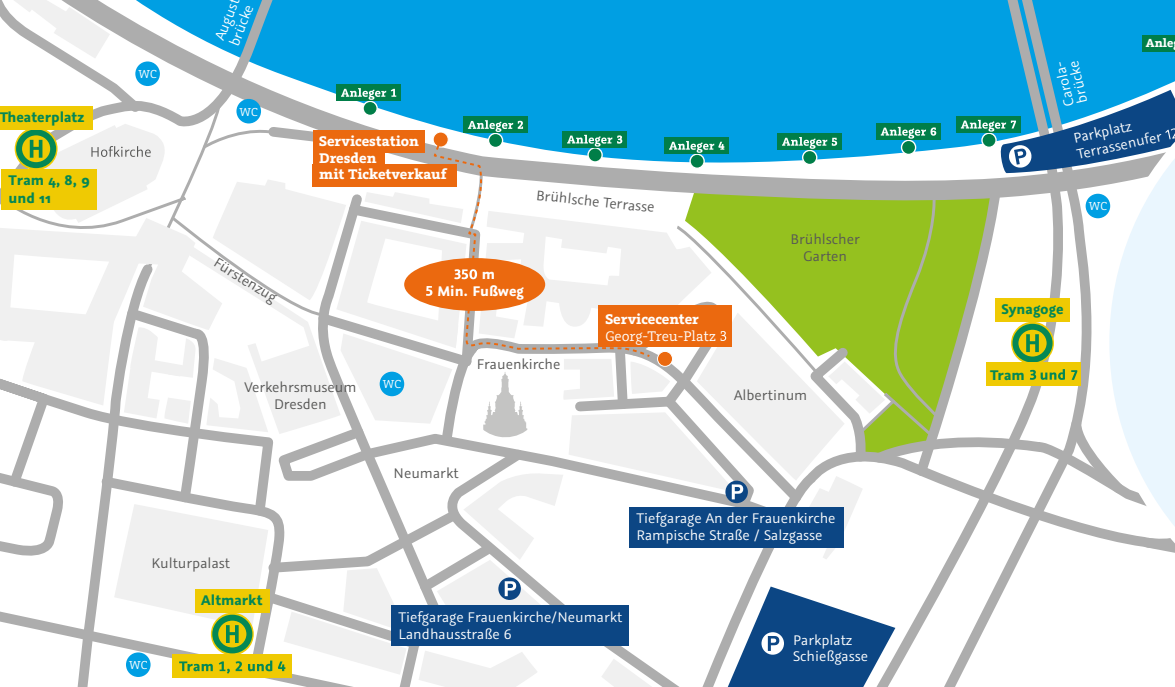 August
brücke
WC
WC
Anleger 1
Anleger 2
Anleger 3
Anleger 4
Anleger 5
Anleger 6
Anleger 7
Carola-
brücke
Parkplatz
Terrassenufer 12
P
Theaterplatz
H
Tram 4, 8, 9
und 11
Hofkirche
Servicestation
Dresden
mit Ticketverkauf
Brühlsche Terrasse
Brühlscher
Garten
WC
Fürstenzug
350 m
5 Min. Fußweg
Servicecenter
Georg-Treu-Platz 3
Synagoge
H
Tram 3 und 7
Frauenkirche
Verkehrsmuseum
Dresden
WC
Albertinum
Neumarkt
P
Tiefgarage An der Frauenkirche
Rampische Straße / Salzgasse
Kulturpalast
Altmarkt
H
Tram 1, 2 und 4
WC
P
Tiefgarage Frauenkirche/Neumarkt
Landhausstraße 6
P
Parkplatz
Schießgasse